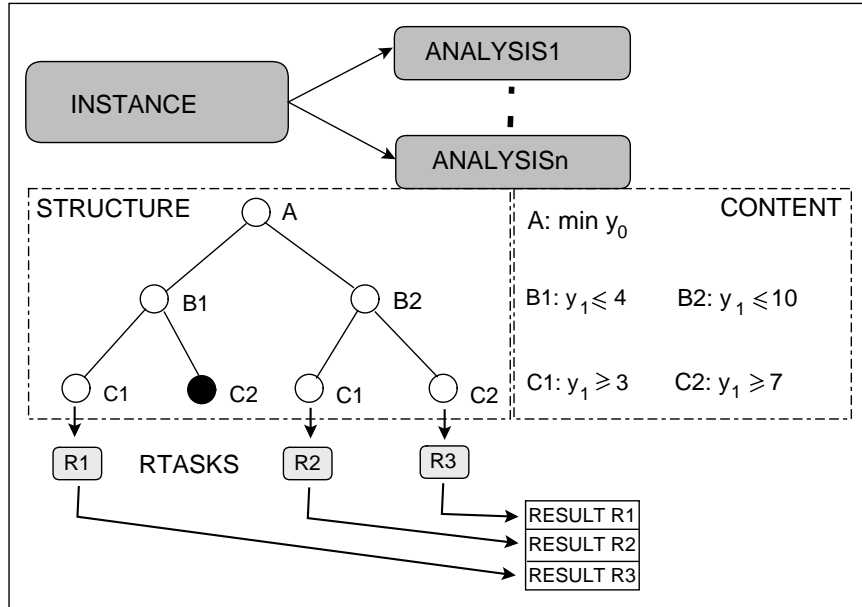 ANALYSIS1
INSTANCE
ANALYSISn
STRUCTURE
A
B1
B2
C1
C2
C1
C2
CONTENT
A: min y₀
B1: y₁ ⩽ 4 B2: y₁ ⩽ 10
C1: y₁ ⩾ 3 C2: y₁ ⩾ 7
R1
RTASKS
R2
R3
RESULT R1
RESULT R2
RESULT R3